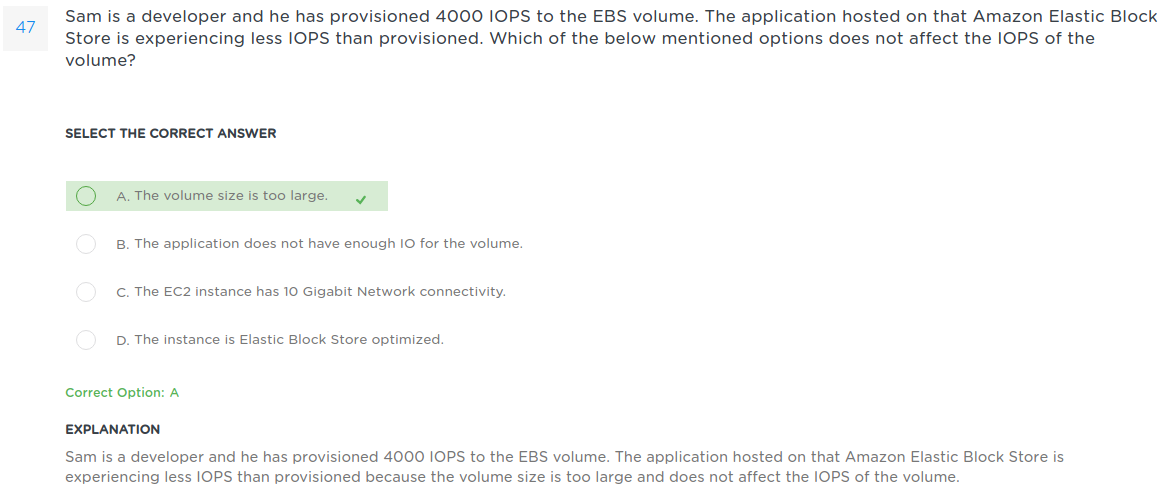 47
Sam is a developer and he has provisioned 4000 IOPS to the EBS volume. The application hosted on that Amazon Elastic Block
Store is experiencing less IOPS than provisioned. Which of the below mentioned options does not affect the IOPS of the
volume?
SELECT THE CORRECT ANSWER
A. The volume size is too large.
B. The application does not have enough IO for the volume.
C. The EC2 instance has 10 Gigabit Network connectivity.
D. The instance is Elastic Block Store optimized.
Correct Option: A
EXPLANATION
Sam is a developer and he has provisioned 4000 IOPS to the EBS volume. The application hosted on that Amazon Elastic Block Store is
experiencing less IOPS than provisioned because the volume size is too large and does not affect the IOPS of the volume.